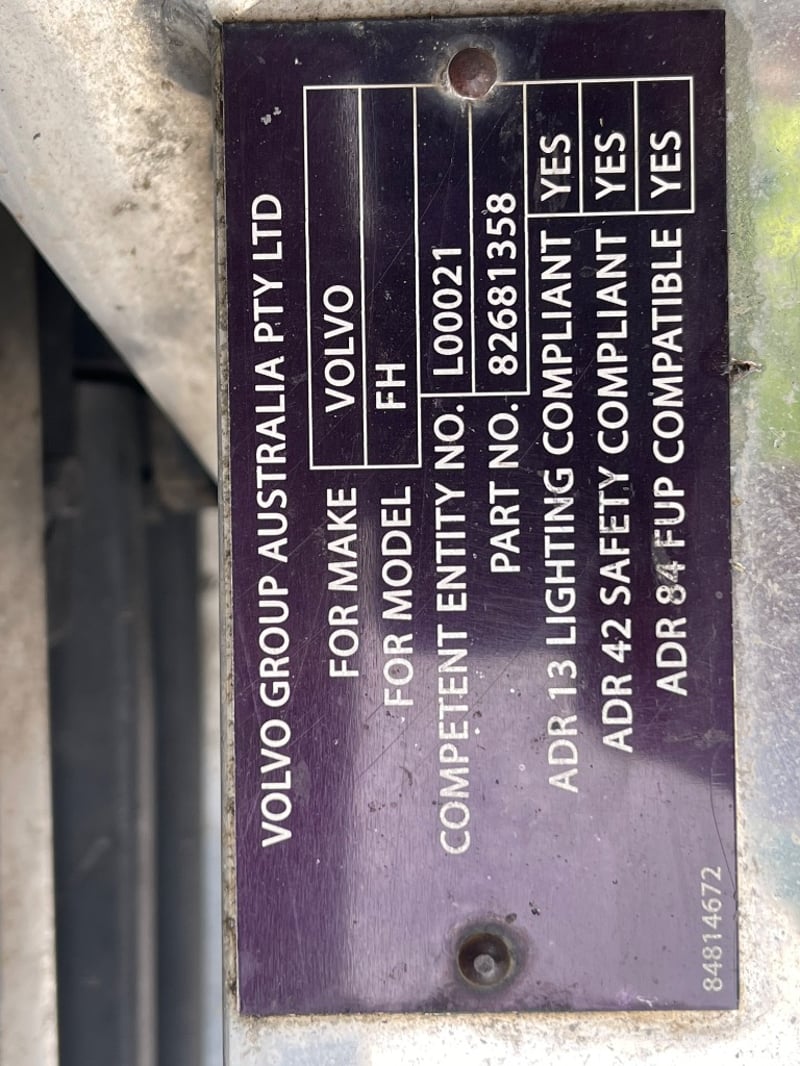 VOLVO GROUP AUSTRALIA PTY LTD
FOR MAKE VOLVO
FOR MODEL FH
COMPETENT ENTITY NO. L00021
PART NO. 82681358
ADR 13 LIGHTING COMPLIANT YES
ADR 42 SAFETY COMPLIANT YES
ADR 84 FUP COMPATIBLE YES
84814672